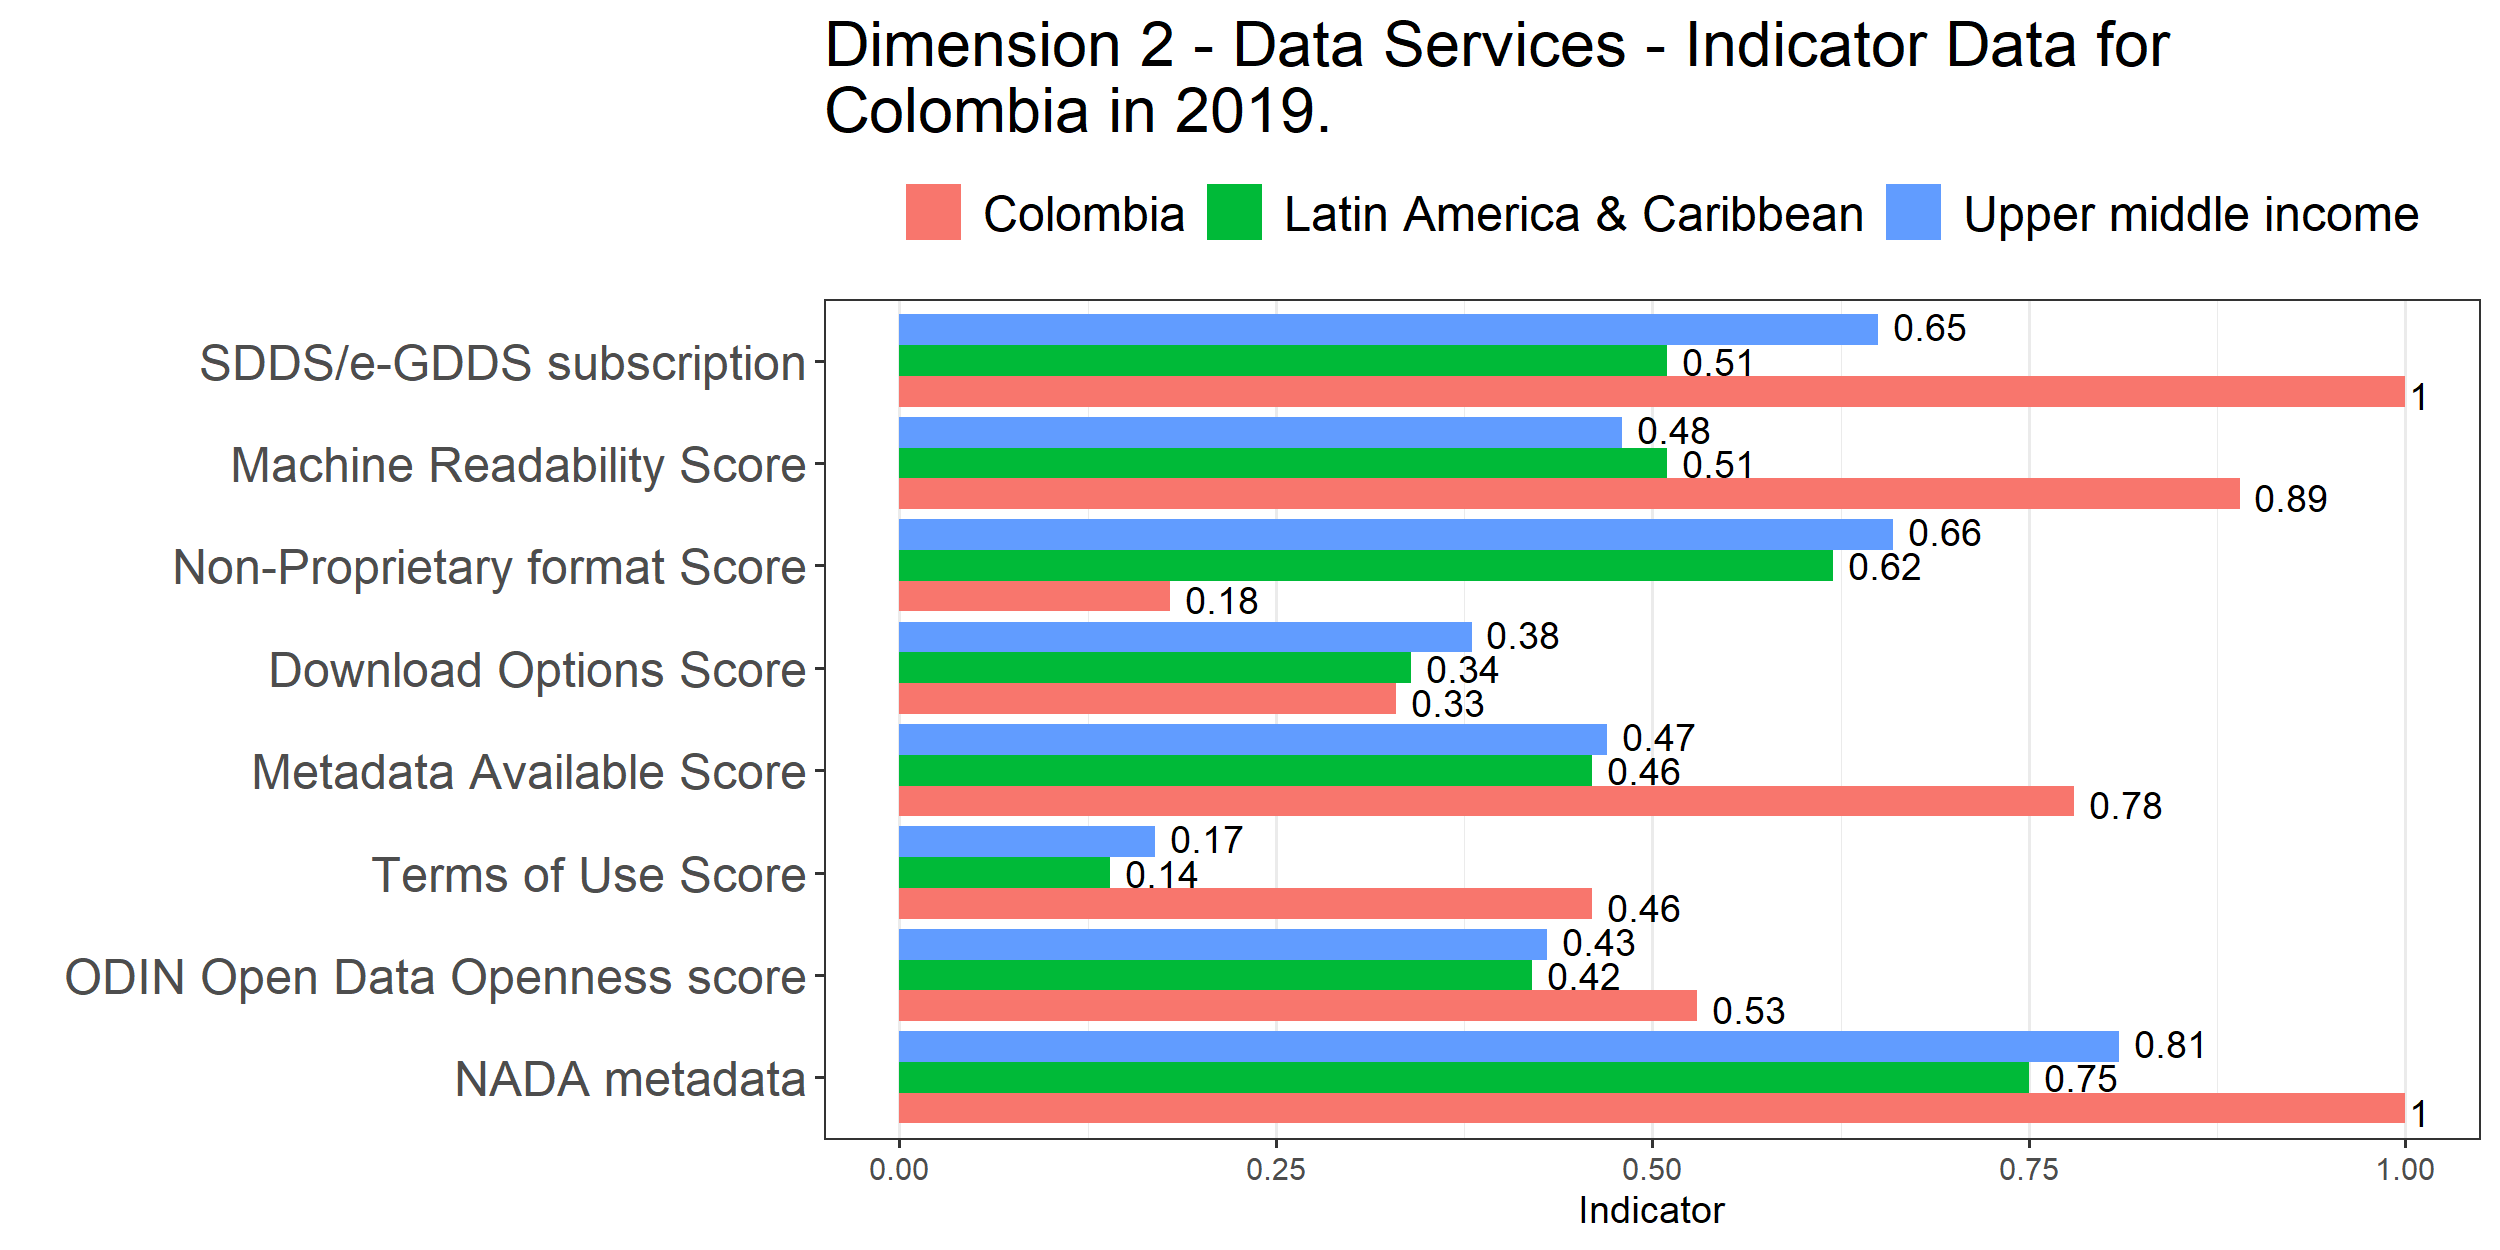 Dimension 2 - Data Services - Indicator Data for
Colombia in 2019.
Colombia Latin America & Caribbean Upper middle income
SDDS/e-GDDS subscription
0.65
0.51
1
Machine Readability Score
0.48
0.51
0.89
Non-Proprietary format Score
0.66
0.62
0.18
Download Options Score
0.38
0.34
0.33
Metadata Available Score
0.47
0.46
0.78
Terms of Use Score
0.17
0.14
0.46
ODIN Open Data Openness score
0.43
0.42
0.53
NADA metadata
0.81
0.75
1
0.00 0.25 0.50 0.75 1.00
Indicator